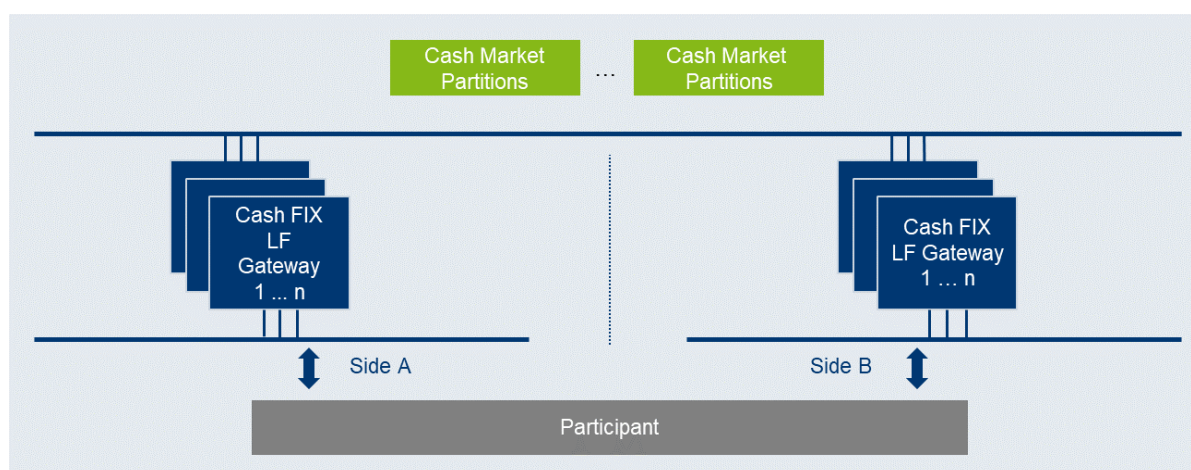 Cash Market
Partitions
...
Cash Market
Partitions
Cash FIX
LF
Gateway
1 ... n
Cash FIX
LF Gateway
1 ... n
Side A
Side B
Participant